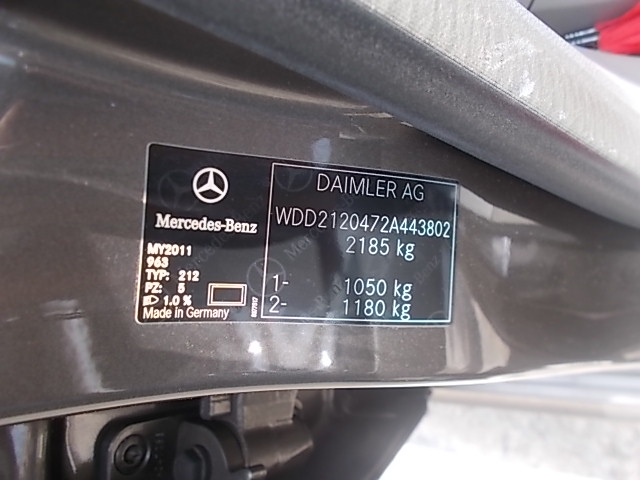 Mercedes-Benz
MY2011
963
TYP: 212
PZ: 5
1.0 %
Made in Germany
DAIMLER AG
WDD2120472A443802
2185 kg
1- 1050 kg
2- 1180 kg